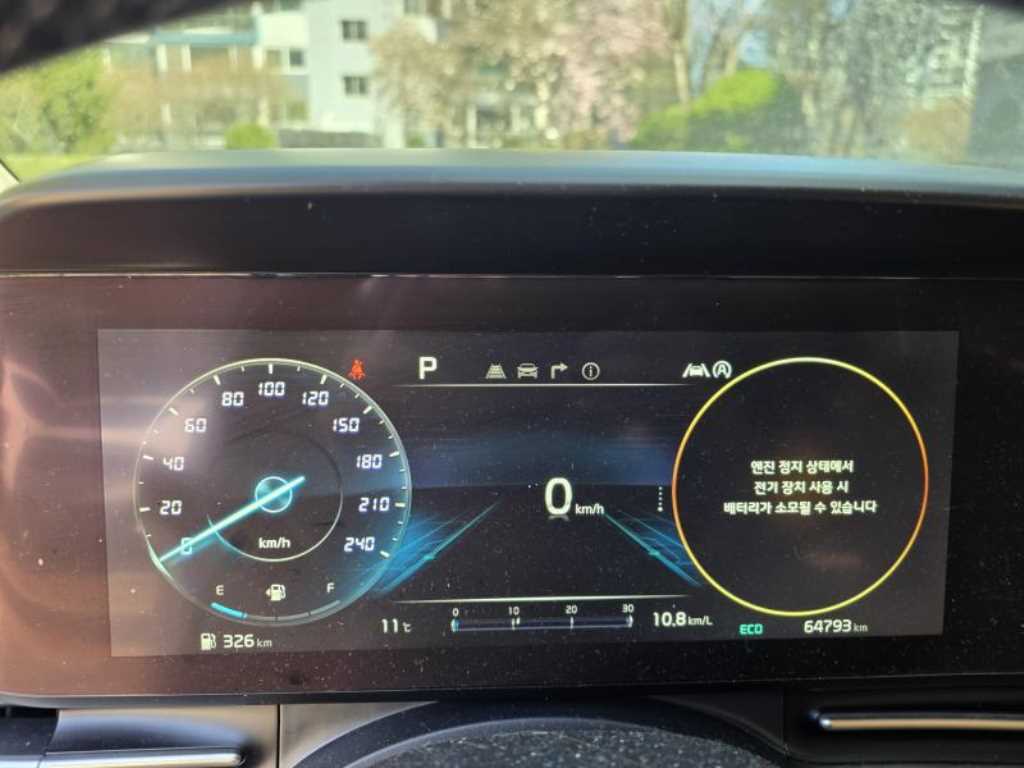 P
100
80
120
60
150
40
180
20
210
0
240
km/h
E
F
326 km
0 km/h
엔진 정지 상태에서
전기 장치 사용 시
배터리가 소모될 수 있습니다
11℃
0 10 20 30
10.8 km/L
ECO
64793 km
A